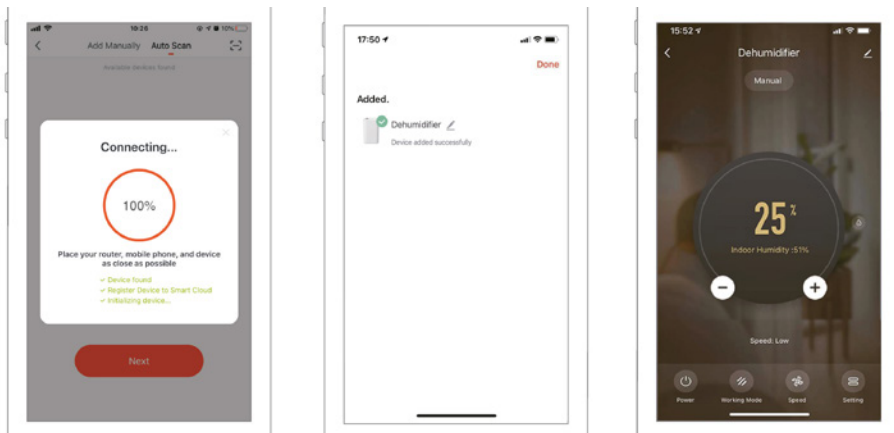 10:26
10%
Add Manually Auto Scan
Available devices found
Connecting...
100%
Place your router, mobile phone, and device
as close as possible
✓ Device found
✓ Register Device to Smart Cloud
✓ Initializing device...
Next
17:50
Done
Added.
Dehumidifier
Device added successfully
15:52
Dehumidifier
Manual
25%
Indoor Humidity :51%
Speed: Low
Power Working Mode Speed Setting